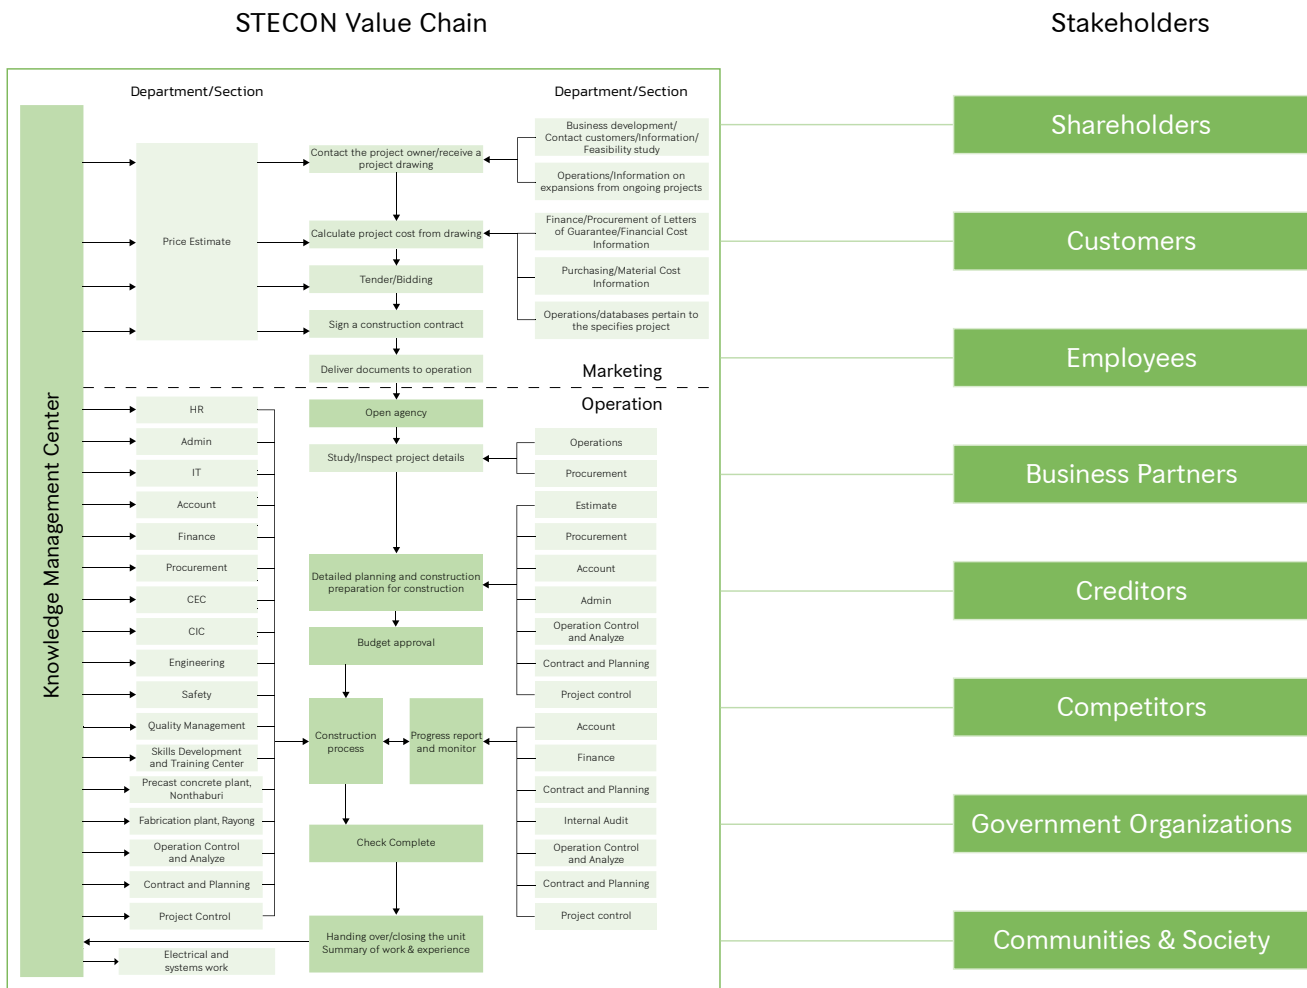 STECON Value Chain
Stakeholders
Department/Section
Department/Section
Knowledge Management Center
Price Estimate
Contact the project owner/receive a
project drawing
Calculate project cost from drawing
Tender/Bidding
Sign a construction contract
Deliver documents to operation
Business development/
Contact customers/Information/
Feasibility study
Operations/Information on
expansions from ongoing projects
Finance/Procurement of Letters
of Guarantee/Financial Cost
Information
Purchasing/Material Cost
Information
Operations/databases pertain to
the specifies project
Marketing
Operation
HR
Admin
IT
Account
Finance
Procurement
CEC
CIC
Engineering
Safety
Quality Management
Skills Development
and Training Center
Precast concrete plant,
Nonthaburi
Fabrication plant, Rayong
Operation Control
and Analyze
Contract and Planning
Project Control
Electrical and
systems work
Open agency
Study/Inspect project details
Detailed planning and construction
preparation for construction
Budget approval
Construction
process
Progress report
and monitor
Check Complete
Handing over/closing the unit
Summary of work & experience
Operations
Procurement
Estimate
Procurement
Account
Admin
Operation Control
and Analyze
Contract and Planning
Project control
Account
Finance
Contract and Planning
Internal Audit
Operation Control
and Analyze
Contract and Planning
Project control
Shareholders
Customers
Employees
Business Partners
Creditors
Competitors
Government Organizations
Communities & Society